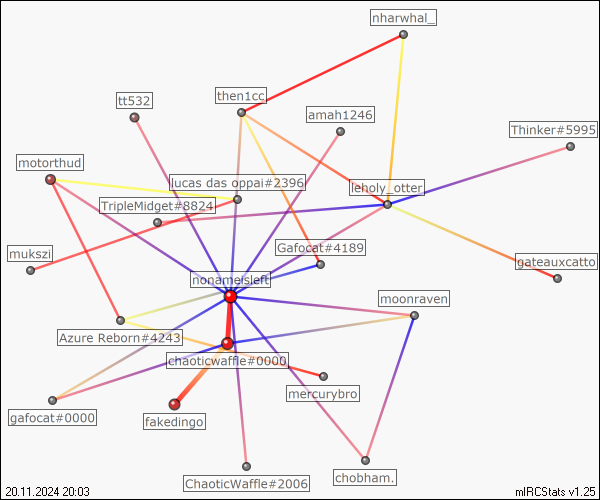 nharwhal_
tt532
then1cc
amah1246
Thinker#5995
motorthud
lucas das oppai#2396
leholy_otter
TripleMidget#8824
mukszi
Gafocat#4189
gateauxcatto
nonameisleft
moonraven
Azure Reborn#4243
chaoticwaffle#0000
mercurybro
gafocat#0000
fakedingo
ChaoticWaffle#2006
chobham.
20.11.2024 20:03
mIRCStats v1.25